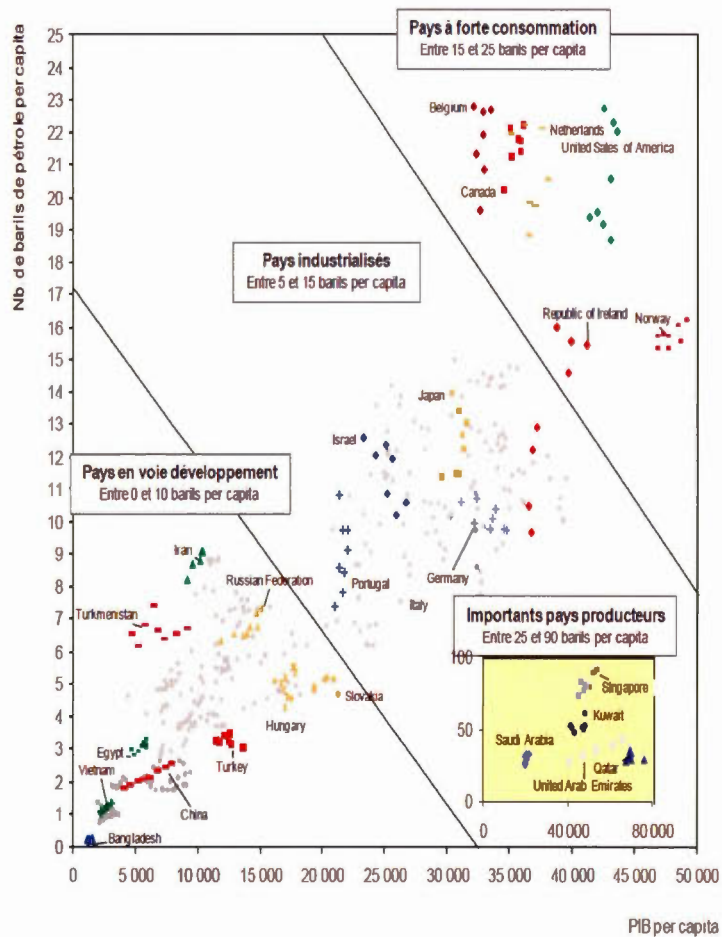 Pays à forte consommation
Entre 15 et 25 barils per capita
Nb. de barils de pétrole per capita
25
24
23
22
21
20
19
18
17
16
15
14
13
12
11
10
9
8
7
6
5
4
3
2
1
0
Belgium
Netherlands
United Sales of America
Canada
Pays industrialisés
Entre 5 et 15 barils per capita
Republic of Ireland
Norway
Japan
Israel
Pays en voie développement
Entre 0 et 10 barils per capita
Iran
Russian Federation
Portugal
Germany
Italy
Turkmenistan
Slovakia
Hungary
Egypt
Turkey
Vietnam
China
Bangladesh
Importants pays producteurs
Entre 25 et 90 barils per capita
100
50
0
Singapore
Kuwait
Saudi Arabia
Qatar
United Arab Emirates
0 40 000 80 000
0 5 000 10 000 15 000 20 000 25 000 30 000 35 000 40 000 45 000 50 000
PIB per capita